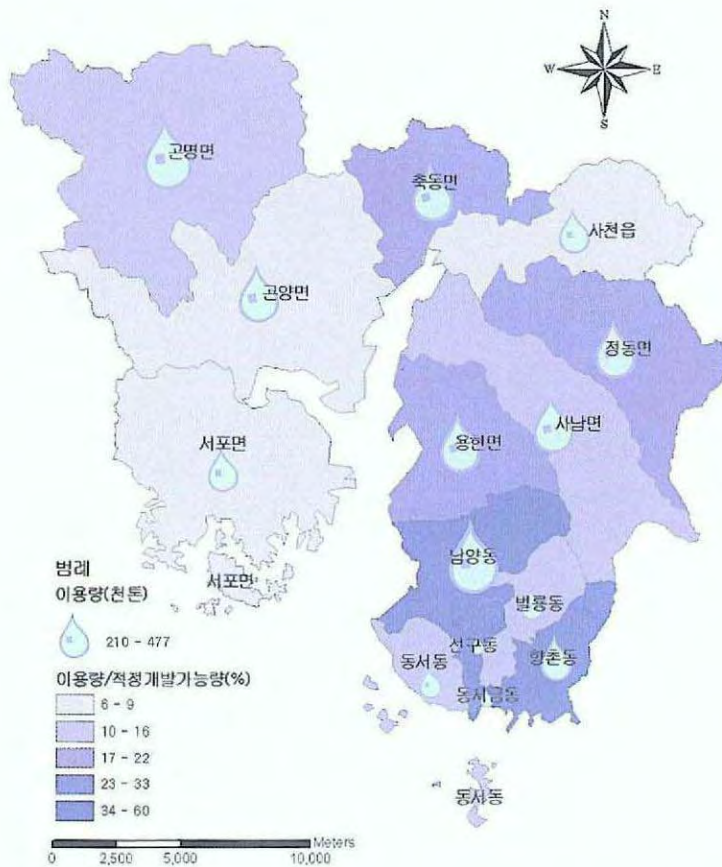 N
W E
S
곤명면
축동면
사천읍
곤양면
정동면
사남면
용현면
서포면
남양동
서포면
벌룡동
선구동
향촌동
동서동
동서금동
동서동
범례
이용량(천톤)
210 - 477
이용량/적정개발가능량(%)
6 - 9
10 - 16
17 - 22
23 - 33
34 - 60
Meters
0 2,500 5,000 10,000